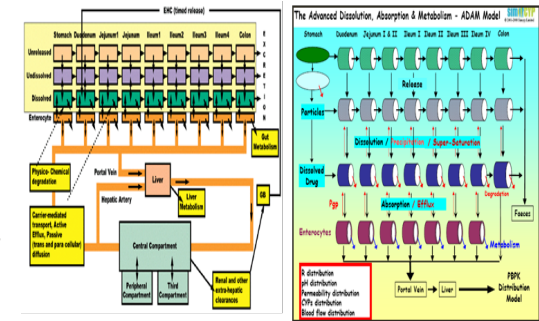 EHC (timed release)
Stomach Duodenum Jejunum1 Jejunum Ileum1 Ileum2 Ileum3 Ileum4 Colon
Unreleased
Undissolved
Dissolved
Enterocyte
EXCRETION
Gut
Metabolism
Physico- Chemical
degradation
Portal Vein
Liver
Hepatic Artery
Liver
Metabolism
GB
Carrier-mediated
transport, Active
Efflux, Passive
(trans and para cellular)
diffusion
Central Compartment
Peripheral
Compartment
Third
Compartment
Renal and other
extra-hepatic
clearances
The Advanced Dissolution, Absorption & Metabolism - ADAM Model
Stomach
Duodenum Jejunum I & II Ileum I Ileum II Ileum III Ileum IV Colon
Release
Particles
Dissolution / Precipitation / Super-Saturation
Dissolved
Drug
Degradation
Pgp
Absorption / Efflux
Faeces
Enterocytes
Metabolism
R distribution
pH distribution
Permeability distribution
CYPs distribution
Blood flow distribution
Portal Vein
Liver
PBPK
Distribution
Model